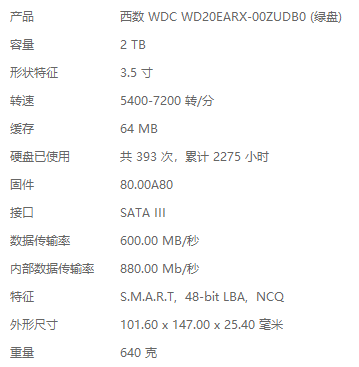 产品 西数 WDC WD20EARX-00ZUDB0 (绿盘)
容量 2 TB
形状特征 3.5 寸
转速 5400-7200 转/分
缓存 64 MB
硬盘已使用 共 393 次，累计 2275 小时
固件 80.00A80
接口 SATA III
数据传输率 600.00 MB/秒
内部数据传输率 880.00 Mb/秒
特征 S.M.A.R.T，48-bit LBA，NCQ
外形尺寸 101.60 x 147.00 x 25.40 毫米
重量 640 克